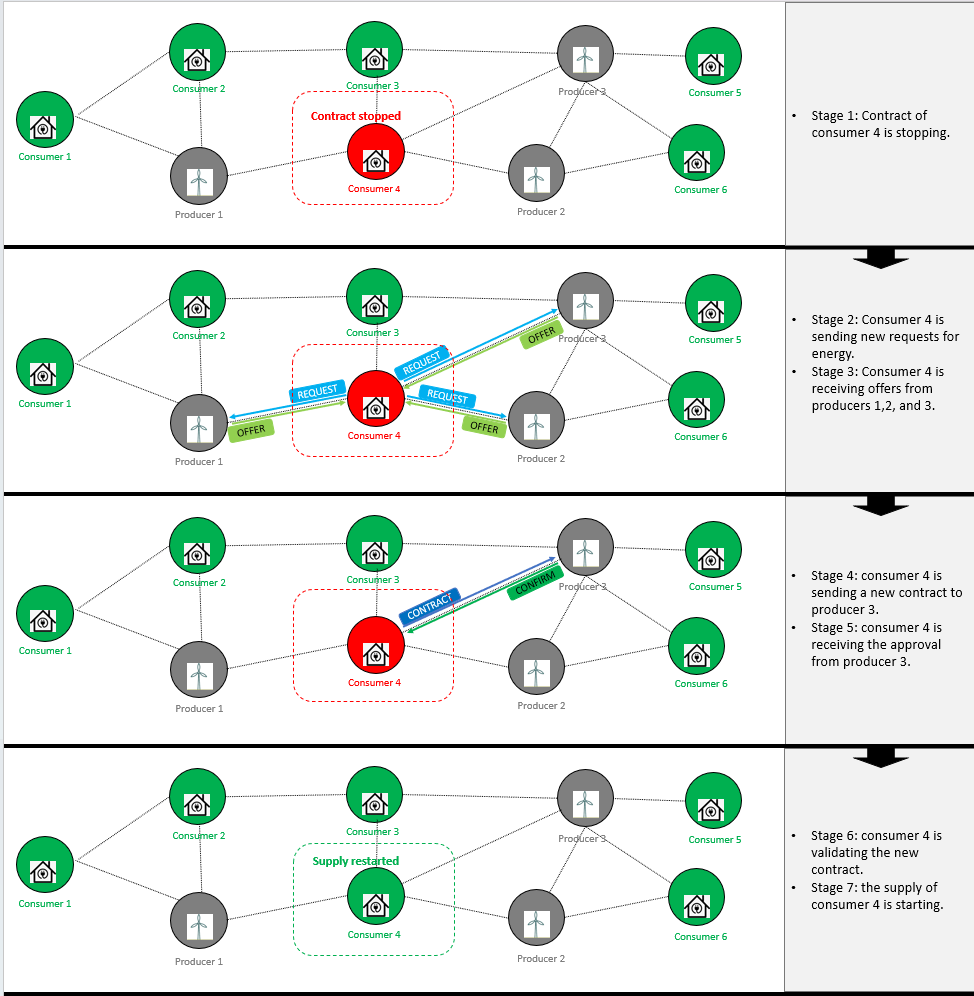 Consumer 2
Consumer 3
Producer 3
Consumer 5
Contract stopped
Consumer 1
Consumer 4
Consumer 6
Producer 1
Producer 2
• Stage 1: Contract of
consumer 4 is stopping.
Consumer 2
Consumer 3
Producer 3
Consumer 5
OFFER
REQUEST
REQUEST
REQUEST
Consumer 1
OFFER
OFFER
Consumer 4
Consumer 6
Producer 1
Producer 2
• Stage 2: Consumer 4 is
sending new requests for
energy.
• Stage 3: Consumer 4 is
receiving offers from
producers 1,2, and 3.
Consumer 2
Consumer 3
Producer 3
Consumer 5
CONFIRM
CONTRACT
Consumer 1
Consumer 4
Consumer 6
Producer 1
Producer 2
• Stage 4: consumer 4 is
sending a new contract to
producer 3.
• Stage 5: consumer 4 is
receiving the approval
from producer 3.
Consumer 2
Consumer 3
Producer 3
Consumer 5
Supply restarted
Consumer 1
Consumer 4
Consumer 6
Producer 1
Producer 2
• Stage 6: consumer 4 is
validating the new
contract.
• Stage 7: the supply of
consumer 4 is starting.